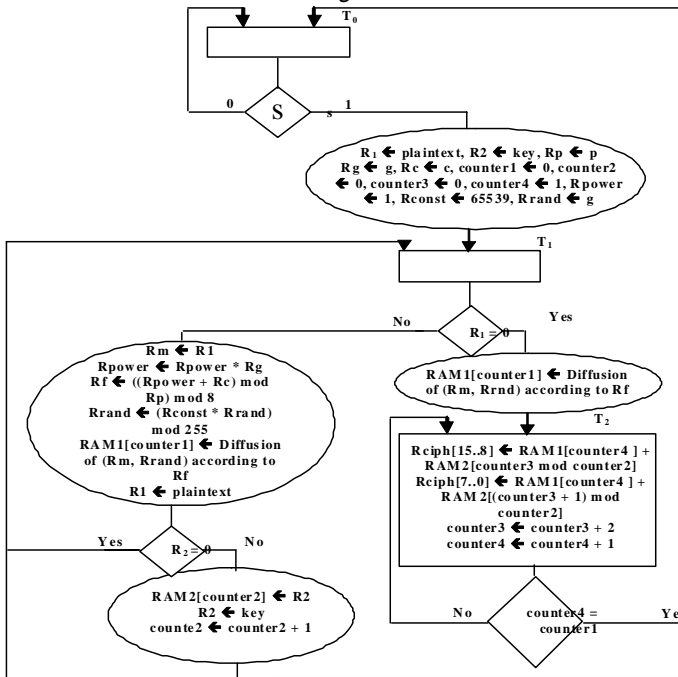 T0
0
S
s
1
R1 ← plaintext, R2 ← key, Rp ← p
Rg ← g, Rc ← c, counter1 ← 0, counter2
← 0, counter3 ← 0, counter4 ← 1, Rpower
← 1, Rconst ← 65539, Rrand ← g
T1
No
R1 = 0
Yes
Rm ← R1
Rpower ← Rpower * Rg
Rf ← ((Rpower + Rc) mod
Rp) mod 8
Rrand ← (Rconst * Rrand)
mod 255
RAM1[counter1] ← Diffusion
of (Rm, Rrand) according to
Rf
R1 ← plaintext
RAM1[counter1] ← Diffusion
of (Rm, Rrnd) according to Rf
T2
Rciph[15..8] ← RAM1[counter4 ] +
RAM2[counter3 mod counter2]
Rciph[7..0] ← RAM1[counter4 ] +
RAM2[(counter3 + 1) mod
counter2]
counter3 ← counter3 + 2
counter4 ← counter4 + 1
Yes
R2 = 0
No
RAM2[counter2] ← R2
R2 ← key
counte2 ← counter2 + 1
No
counter4 =
counter1
Ye